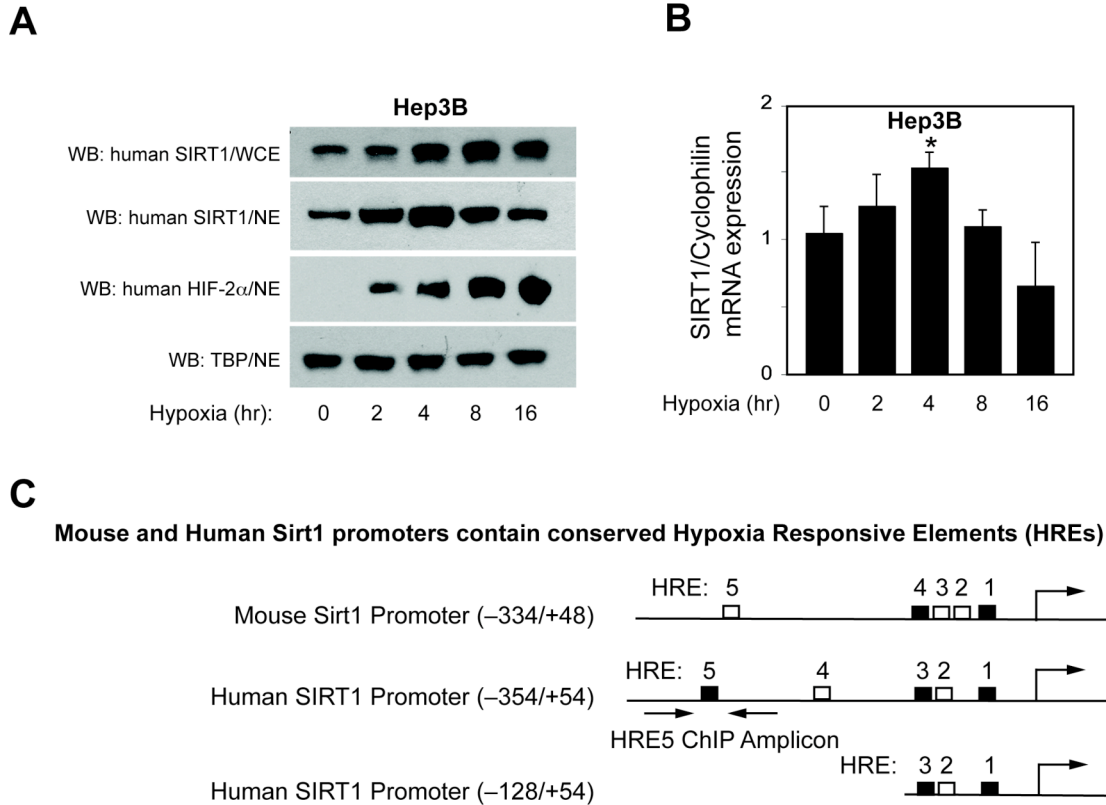 A
Hep3B
WB: human SIRT1/WCE
WB: human SIRT1/NE
WB: human HIF-2α/NE
WB: TBP/NE
Hypoxia (hr): 0 2 4 8 16
B
2
1
0
SIRT1/Cyclophilin
mRNA expression
Hep3B
*
Hypoxia (hr) 0 2 4 8 16
C
Mouse and Human Sirt1 promoters contain conserved Hypoxia Responsive Elements (HREs)
HRE: 5 4 3 2 1
Mouse Sirt1 Promoter (–334/+48)
HRE: 5 4 3 2 1
Human SIRT1 Promoter (–354/+54)
HRE5 ChIP Amplicon
HRE: 3 2 1
Human SIRT1 Promoter (–128/+54)